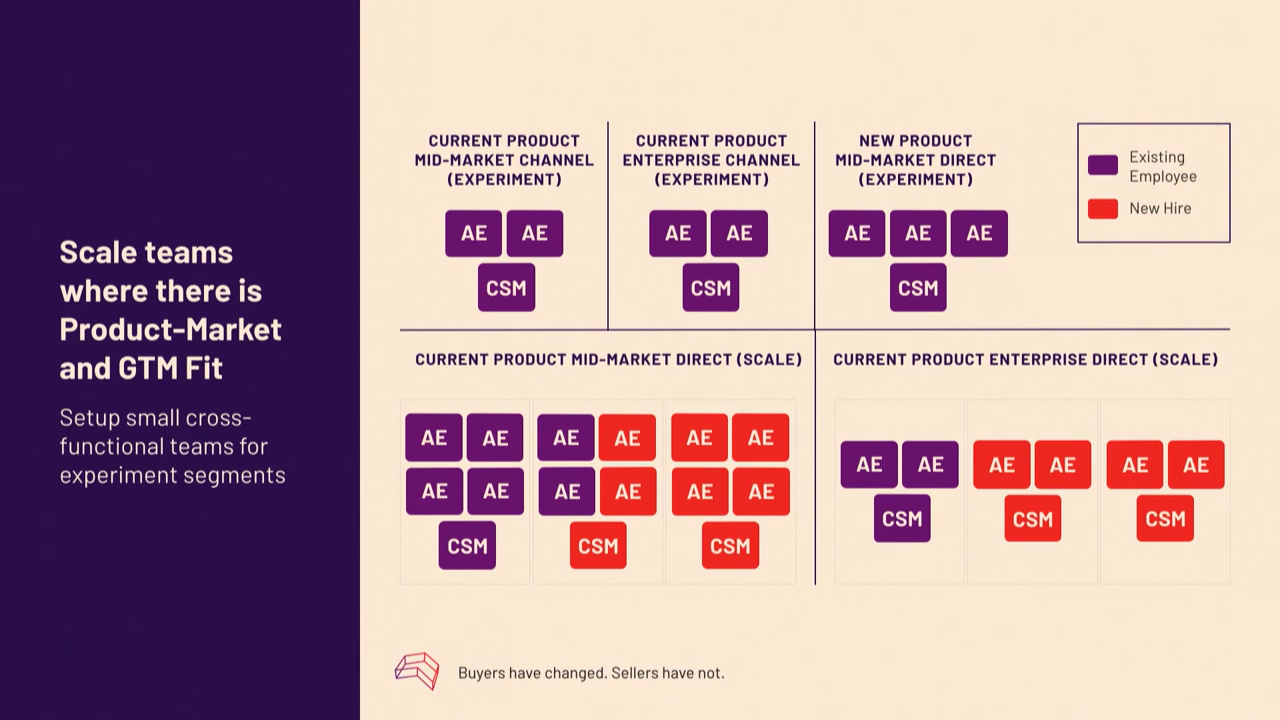 Scale teams
where there is
Product-Market
and GTM Fit
Setup small cross-
functional teams for
experiment segments
CURRENT PRODUCT
MID-MARKET CHANNEL
(EXPERIMENT)
AE AE
CSM
CURRENT PRODUCT
ENTERPRISE CHANNEL
(EXPERIMENT)
AE AE
CSM
NEW PRODUCT
MID-MARKET DIRECT
(EXPERIMENT)
AE AE AE
CSM
Existing
Employee
New Hire
CURRENT PRODUCT MID-MARKET DIRECT (SCALE)
AE AE AE AE AE AE
AE AE AE AE AE AE
CSM CSM CSM
CURRENT PRODUCT ENTERPRISE DIRECT (SCALE)
AE AE AE AE AE AE
CSM CSM CSM
Buyers have changed. Sellers have not.